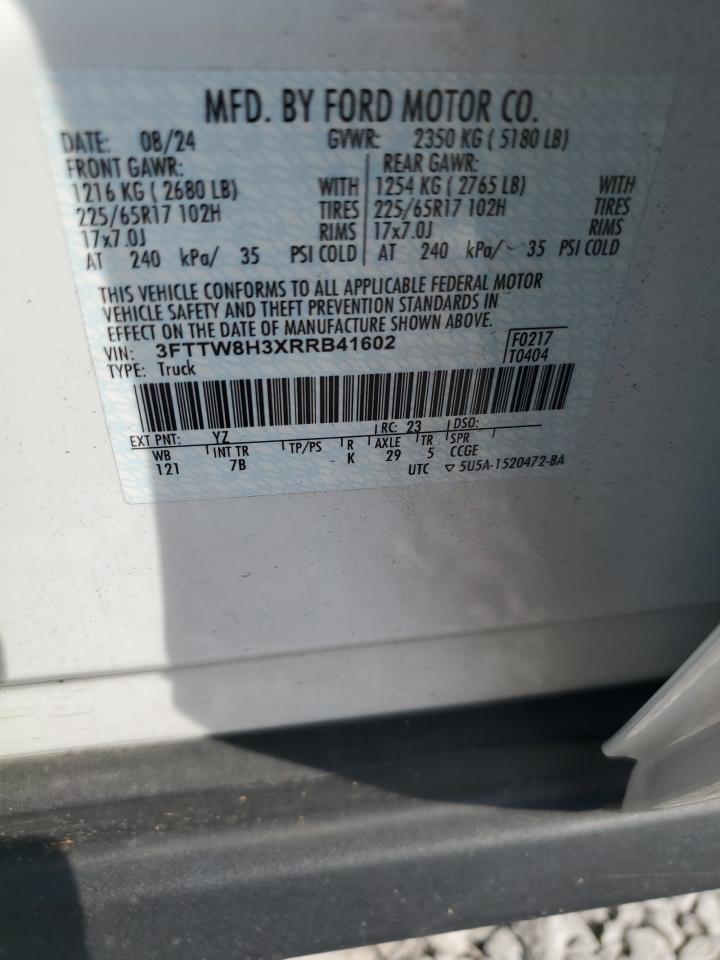 MFD. BY FORD MOTOR CO.
DATE: 08/24 GVWR: 2350 KG ( 5180 LB)
FRONT GAWR: REAR GAWR:
1216 KG ( 2680 LB) WITH 1254 KG ( 2765 LB) WITH
225/65R17 102H TIRES 225/65R17 102H TIRES
17x7.0J RIMS 17x7.0J RIMS
AT 240 kPa/ 35 PSI COLD AT 240 kPa/ 35 PSI COLD
THIS VEHICLE CONFORMS TO ALL APPLICABLE FEDERAL MOTOR
VEHICLE SAFETY AND THEFT PREVENTION STANDARDS IN
EFFECT ON THE DATE OF MANUFACTURE SHOWN ABOVE.
VIN: 3FTTW8H3XRRB41602 F0217
TYPE: Truck T0404
EXT PNT: YZ RC: 23 DSO:
WB INT TR TP/PS R AXLE TR SPR
121 7B K 29 5 CCGE
UTC ▽ 5U5A-1520472-BA